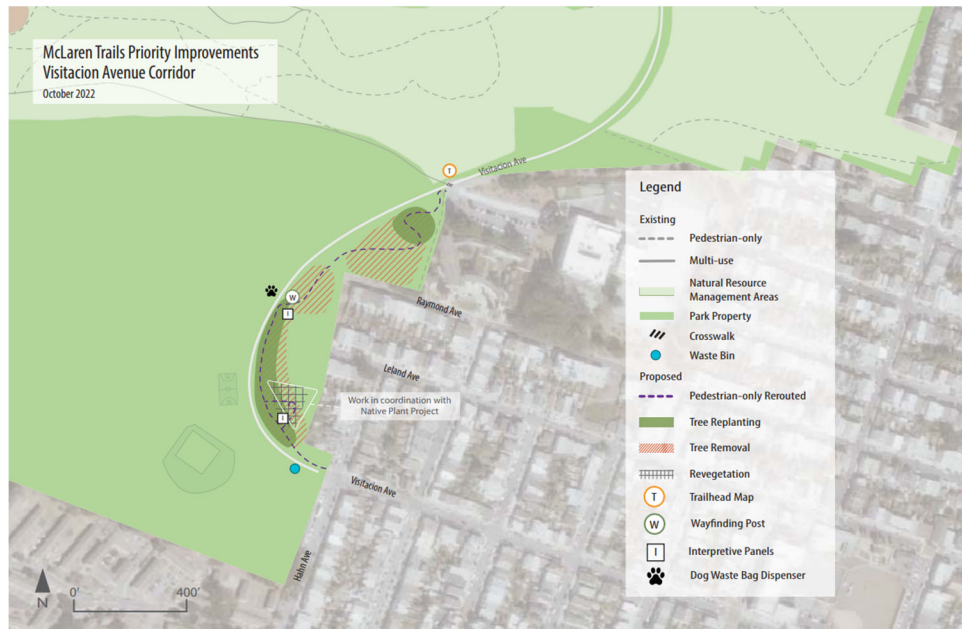 McLaren Trails Priority Improvements
Visitacion Avenue Corridor
October 2022
T
Visitacion Ave
W
I
Raymond Ave
Leland Ave
Work in coordination with
Native Plant Project
I
Visitacion Ave
Hahn Ave
N
0'
400'
Legend
Existing
Pedestrian-only
Multi-use
Natural Resource
Management Areas
Park Property
Crosswalk
Waste Bin
Proposed
Pedestrian-only Rerouted
Tree Replanting
Tree Removal
Revegetation
T Trailhead Map
W Wayfinding Post
I Interpretive Panels
Dog Waste Bag Dispenser